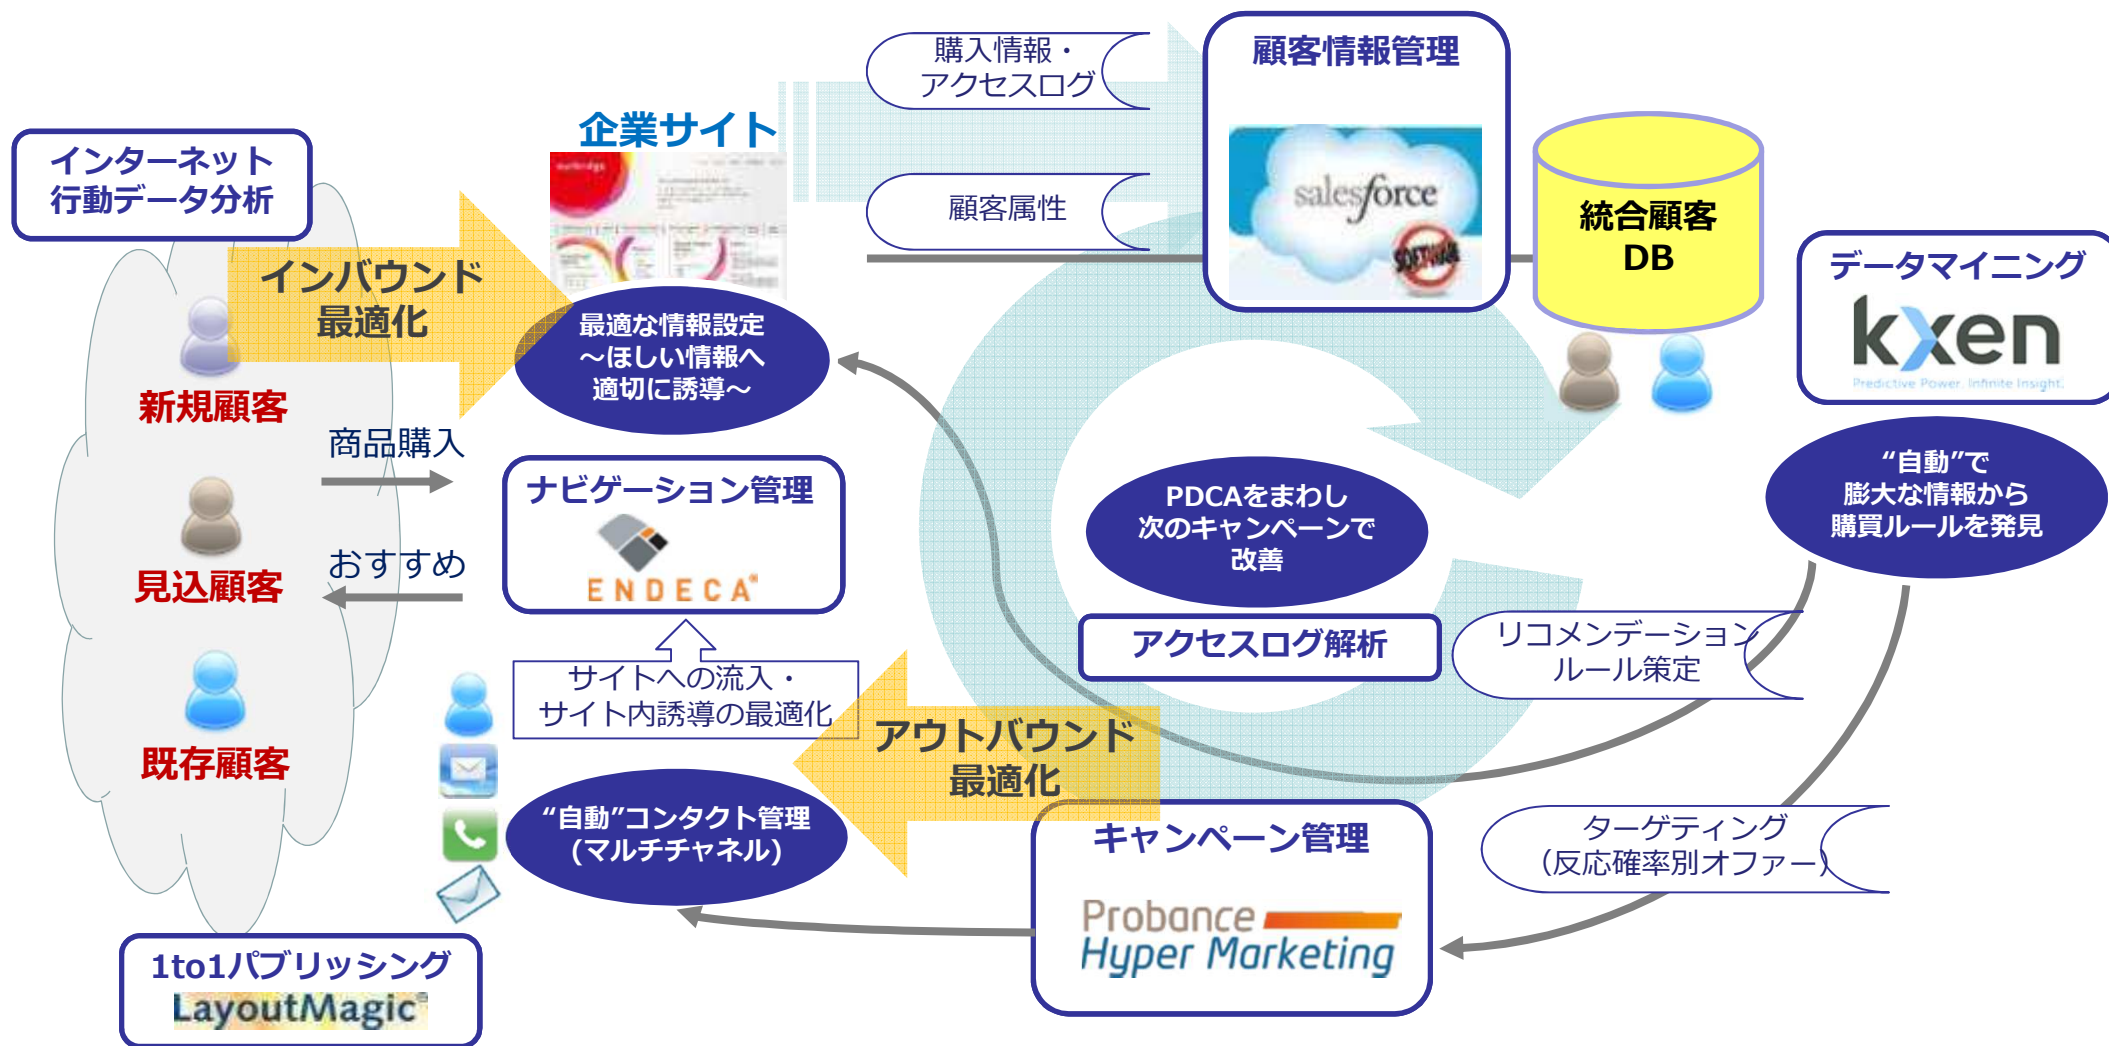 購入情報・
アクセスログ
顧客情報管理
企業サイト
インターネット
行動データ分析
salesforce
SOFTWARE
顧客属性
統合顧客
DB
インバウンド
最適化
データマイニング
kxen
Predictive Power. Infinite Insight.
最適な情報設定
～ほしい情報へ
適切に誘導～
新規顧客
商品購入
ナビゲーション管理
ENDECA®
PDCAをまわし
次のキャンペーンで
改善
“自動”で
膨大な情報から
購買ルールを発見
見込顧客
おすすめ
アクセスログ解析
リコメンデーション
ルール策定
サイトへの流入・
サイト内誘導の最適化
アウトバウンド
最適化
既存顧客
“自動”コンタクト管理
(マルチチャネル)
キャンペーン管理
Probance
Hyper Marketing
ターゲティング
（反応確率別オファー）
1to1パブリッシング
LayoutMagic®